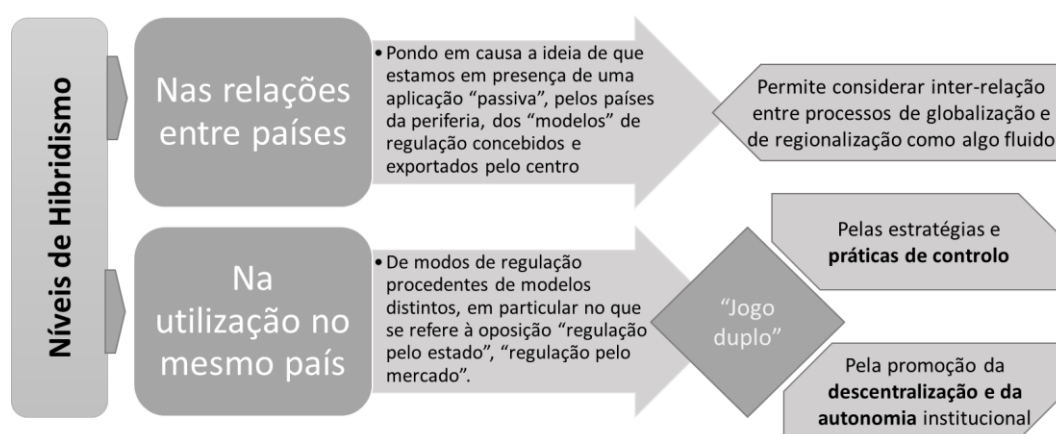 Níveis de Hibridismo
Nas relações
entre países
• Pondo em causa a ideia de que
estamos em presença de uma
aplicação “passiva”, pelos países
da periferia, dos “modelos” de
regulação concebidos e
exportados pelo centro
Permite considerar inter-relação
entre processos de globalização e
de regionalização como algo fluido
Na
utilização no
mesmo país
• De modos de regulação
procedentes de modelos
distintos, em particular no que
se refere à oposição “regulação
pelo estado”, “regulação pelo
mercado”.
“Jogo
duplo”
Pelas estratégias e
práticas de controlo
Pela promoção da
descentralização e da
autonomia institucional